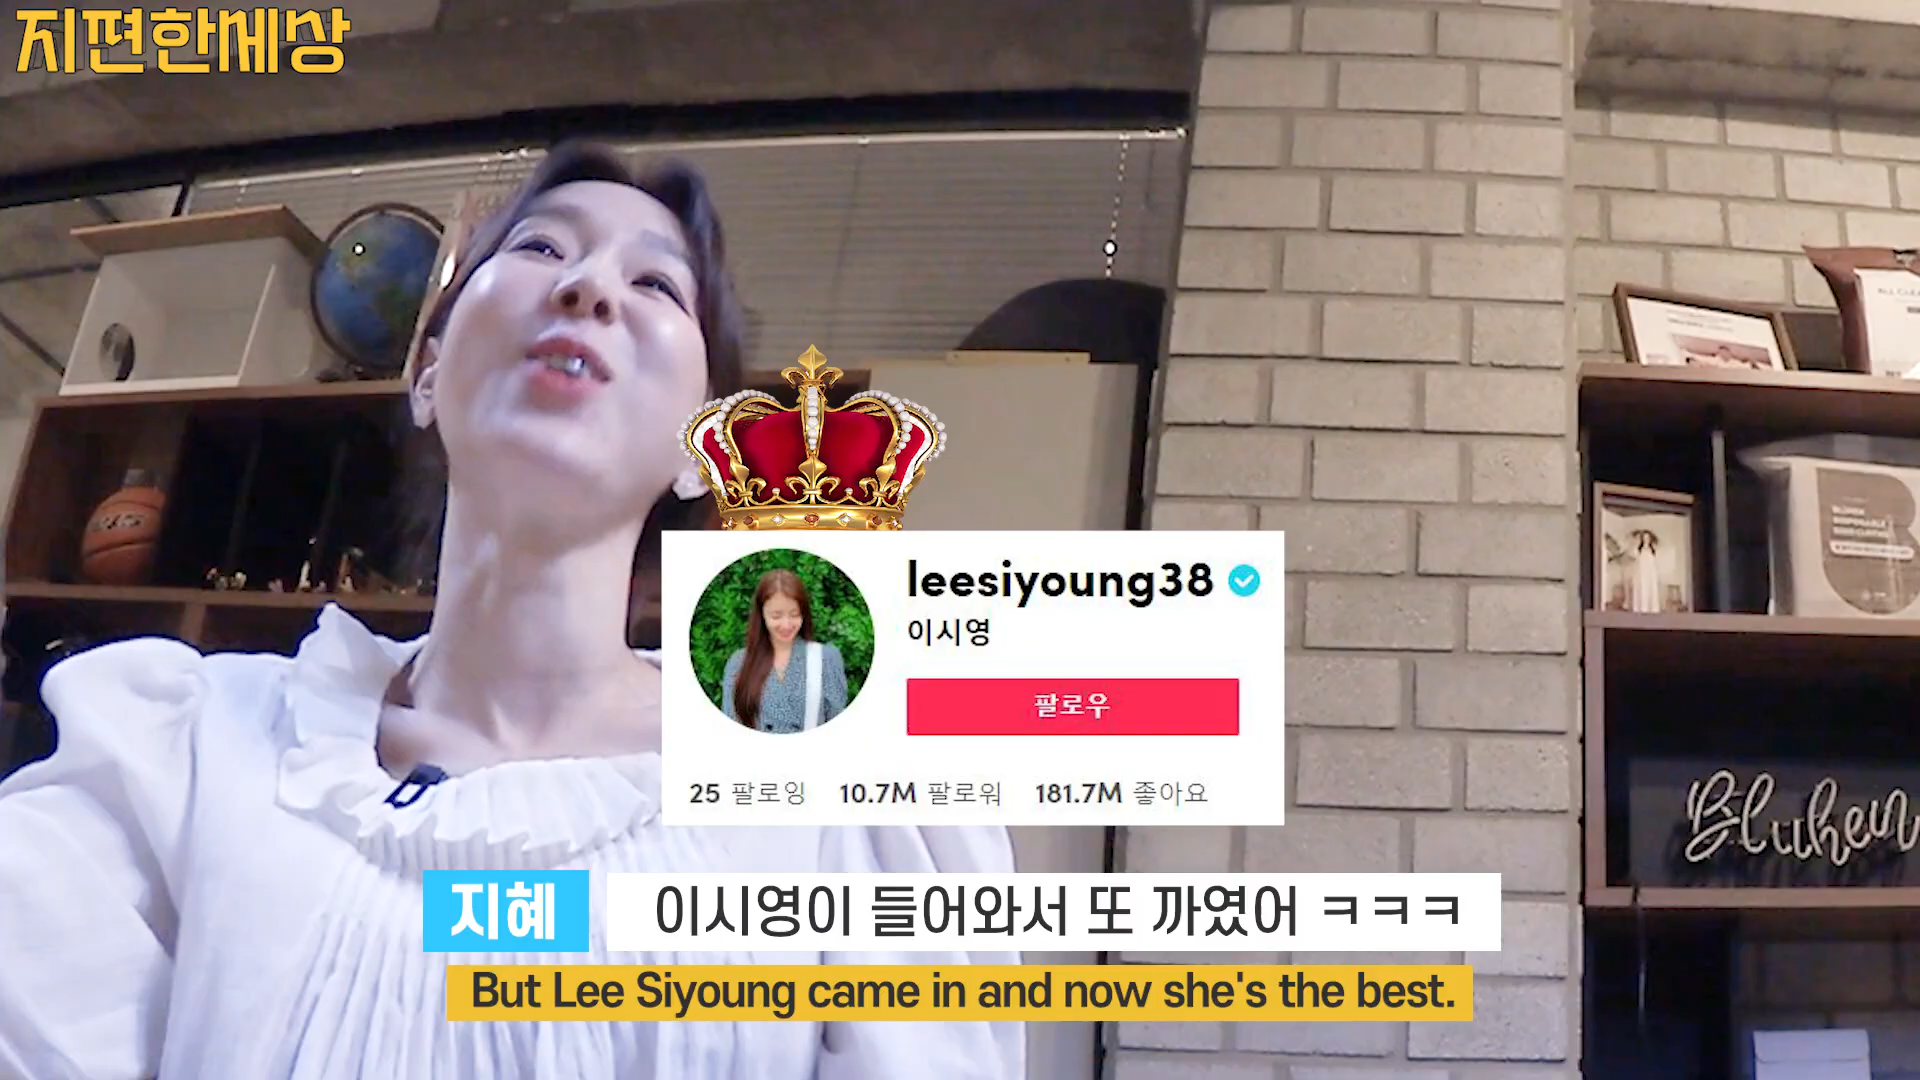 지편한세상
leesiyoung38
이시영
팔로우
25 팔로잉 10.7M 팔로워 181.7M 좋아요
지혜 이시영이 들어와서 또 까였어 ㅋㅋㅋ
But Lee Siyoung came in and now she's the best.
Bluhen